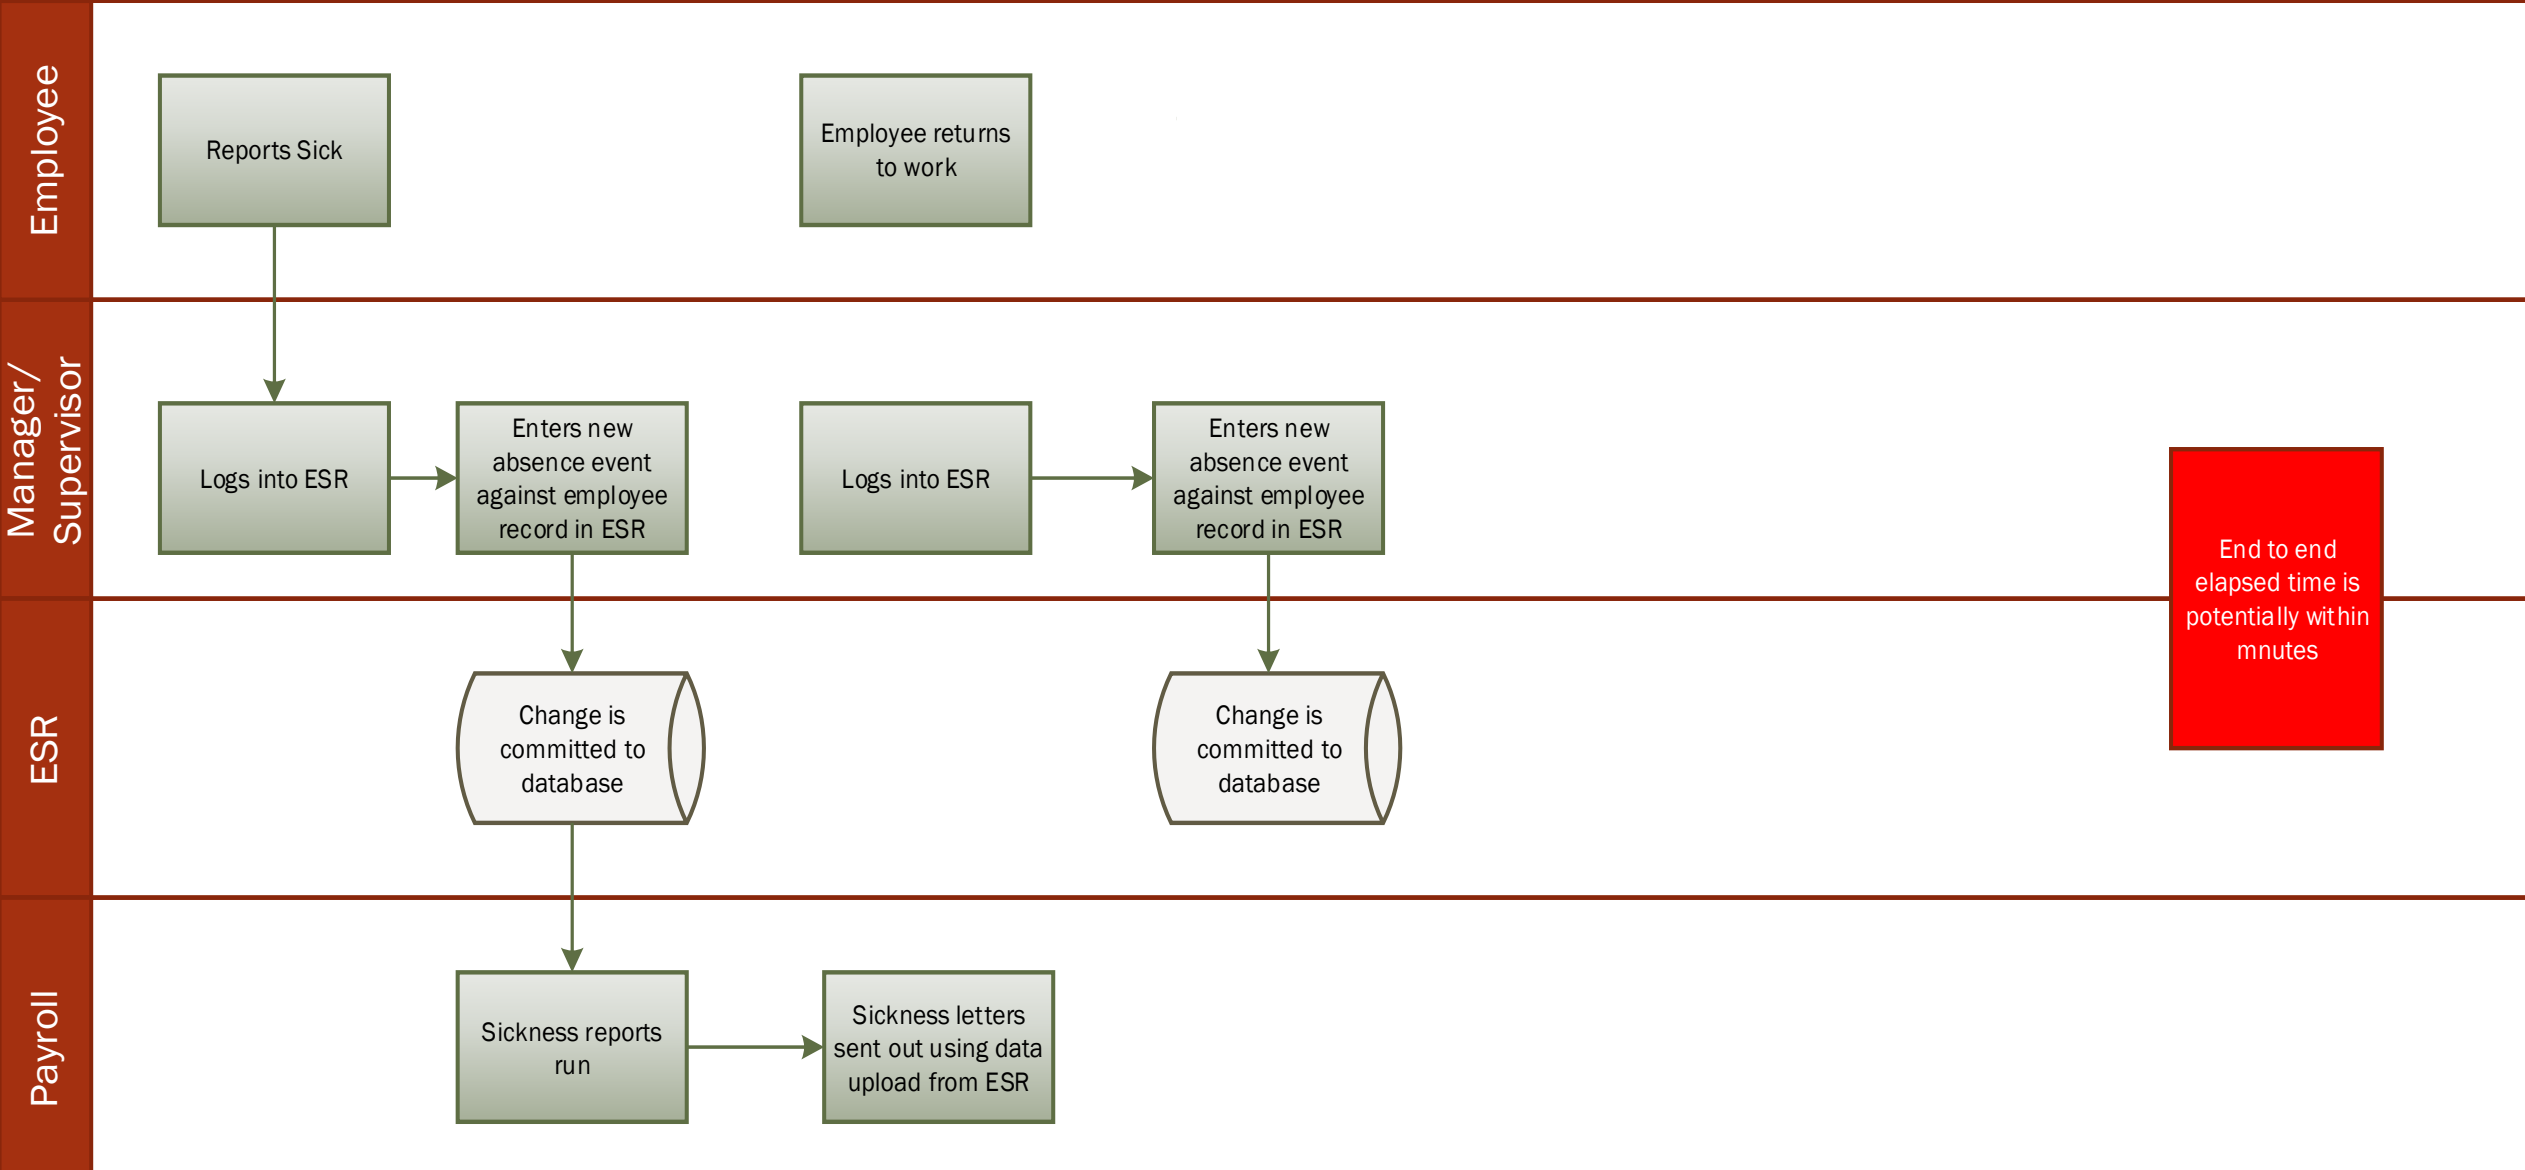 Employee
Reports Sick
Employee returns
to work
Manager/
Supervisor
Logs into ESR
Enters new
absence event
against employee
record in ESR
Logs into ESR
Enters new
absence event
against employee
record in ESR
End to end
elapsed time is
potentially within
mnutes
ESR
Change is
committed to
database
Change is
committed to
database
Payroll
Sickness reports
run
Sickness letters
sent out using data
upload from ESR